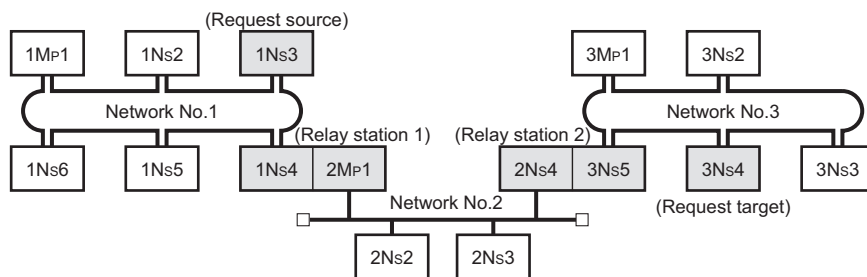 (Request source)
1MP1 1NS2 1NS3 3MP1 3NS2
Network No.1 Network No.3
(Relay station 1) (Relay station 2)
1NS6 1NS5 1NS4 2MP1 2NS4 3NS5 3NS4 3NS3
Network No.2 (Request target)
2NS2 2NS3